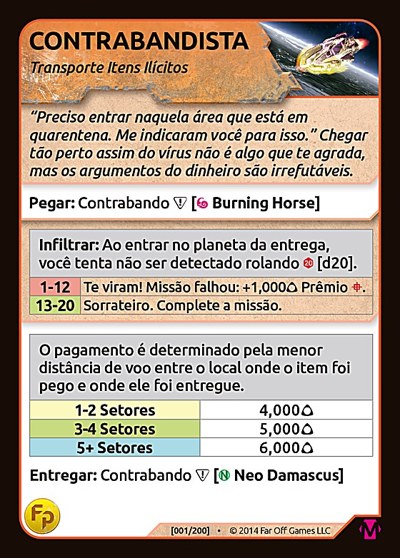 CONTRABANDISTA
Transporte Itens Ilícitos
“Preciso entrar naquela área que está em
quarentena. Me indicaram você para isso.” Chegar
tão perto assim do vírus não é algo que te agrada,
mas os argumentos do dinheiro são irrefutáveis.
Pegar: Contrabando [ Burning Horse]
Infiltrar: Ao entrar no planeta da entrega,
você tenta não ser detectado rolando [d20].
1-12 Te viram! Missão falhou: +1,000 Prêmio .
13-20 Sorrateiro. Complete a missão.
O pagamento é determinado pela menor
distância de voo entre o local onde o item foi
pego e onde ele foi entregue.
1-2 Setores 4,000
3-4 Setores 5,000
5+ Setores 6,000
Entregar: Contrabando [N Neo Damascus]
Fp
[001/200] • © 2014 Far Off Games LLC